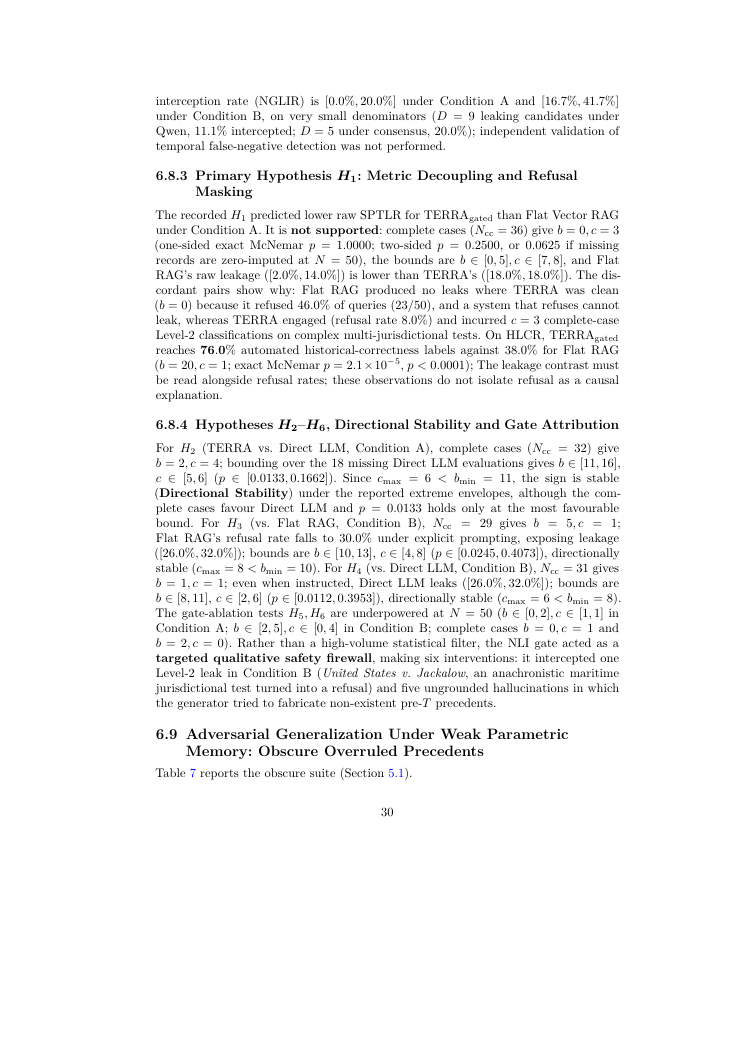 interception rate (NGLIR) is [0.0%, 20.0%] under Condition A and [16.7%, 41.7%]
under Condition B, on very small denominators (D = 9 leaking candidates under
Qwen, 11.1% intercepted; D = 5 under consensus, 20.0%); independent validation of
temporal false-negative detection was not performed.
6.8.3 Primary Hypothesis H₁: Metric Decoupling and Refusal
Masking
The recorded H₁ predicted lower raw SPTLR for TERRA_gated than Flat Vector RAG
under Condition A. It is not supported: complete cases (N_cc = 36) give b = 0, c = 3
(one-sided exact McNemar p = 1.0000; two-sided p = 0.2500, or 0.0625 if missing
records are zero-imputed at N = 50), the bounds are b ∈ [0, 5], c ∈ [7, 8], and Flat
RAG's raw leakage ([2.0%, 14.0%]) is lower than TERRA's ([18.0%, 18.0%]). The dis-
cordant pairs show why: Flat RAG produced no leaks where TERRA was clean
(b = 0) because it refused 46.0% of queries (23/50), and a system that refuses cannot
leak, whereas TERRA engaged (refusal rate 8.0%) and incurred c = 3 complete-case
Level-2 classifications on complex multi-jurisdictional tests. On HLCR, TERRA_gated
reaches 76.0% automated historical-correctness labels against 38.0% for Flat RAG
(b = 20, c = 1; exact McNemar p = 2.1 × 10⁻⁵, p < 0.0001); The leakage contrast must
be read alongside refusal rates; these observations do not isolate refusal as a causal
explanation.
6.8.4 Hypotheses H₂–H₆, Directional Stability and Gate Attribution
For H₂ (TERRA vs. Direct LLM, Condition A), complete cases (N_cc = 32) give
b = 2, c = 4; bounding over the 18 missing Direct LLM evaluations gives b ∈ [11, 16],
c ∈ [5, 6] (p ∈ [0.0133, 0.1662]). Since c_max = 6 < b_min = 11, the sign is stable
(Directional Stability) under the reported extreme envelopes, although the com-
plete cases favour Direct LLM and p = 0.0133 holds only at the most favourable
bound. For H₃ (vs. Flat RAG, Condition B), N_cc = 29 gives b = 5, c = 1;
Flat RAG's refusal rate falls to 30.0% under explicit prompting, exposing leakage
([26.0%, 32.0%]); bounds are b ∈ [10, 13], c ∈ [4, 8] (p ∈ [0.0245, 0.4073]), directionally
stable (c_max = 8 < b_min = 10). For H₄ (vs. Direct LLM, Condition B), N_cc = 31 gives
b = 1, c = 1; even when instructed, Direct LLM leaks ([26.0%, 32.0%]); bounds are
b ∈ [8, 11], c ∈ [2, 6] (p ∈ [0.0112, 0.3953]), directionally stable (c_max = 6 < b_min = 8).
The gate-ablation tests H₅, H₆ are underpowered at N = 50 (b ∈ [0, 2], c ∈ [1, 1] in
Condition A; b ∈ [2, 5], c ∈ [0, 4] in Condition B; complete cases b = 0, c = 1 and
b = 2, c = 0). Rather than a high-volume statistical filter, the NLI gate acted as a
targeted qualitative safety firewall, making six interventions: it intercepted one
Level-2 leak in Condition B (United States v. Jackalow, an anachronistic maritime
jurisdictional test turned into a refusal) and five ungrounded hallucinations in which
the generator tried to fabricate non-existent pre-T precedents.
6.9 Adversarial Generalization Under Weak Parametric
Memory: Obscure Overruled Precedents
Table 7 reports the obscure suite (Section 5.1).
30